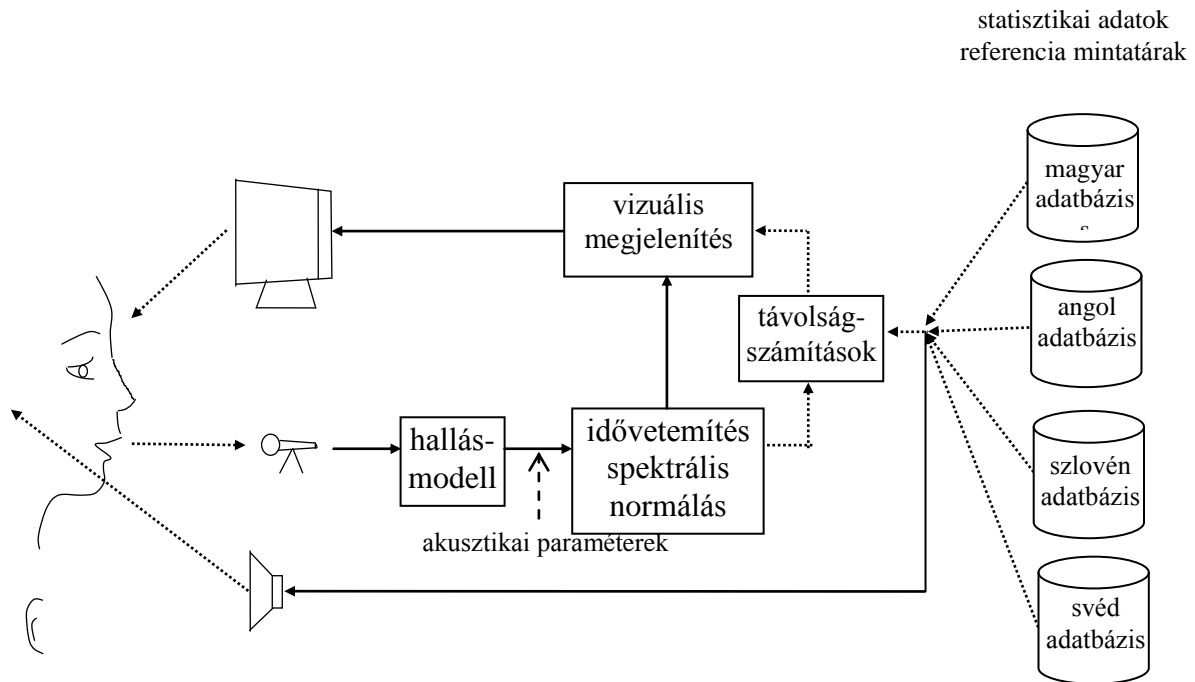 statisztikai adatok
referencia mintatárak
magyar
adatbázis
vizuális
megjelenítés
távolság-
számítások
angol
adatbázis
hallás-
modell
idővetemítés
spektrális
normálás
akusztikai paraméterek
szlovén
adatbázis
svéd
adatbázis